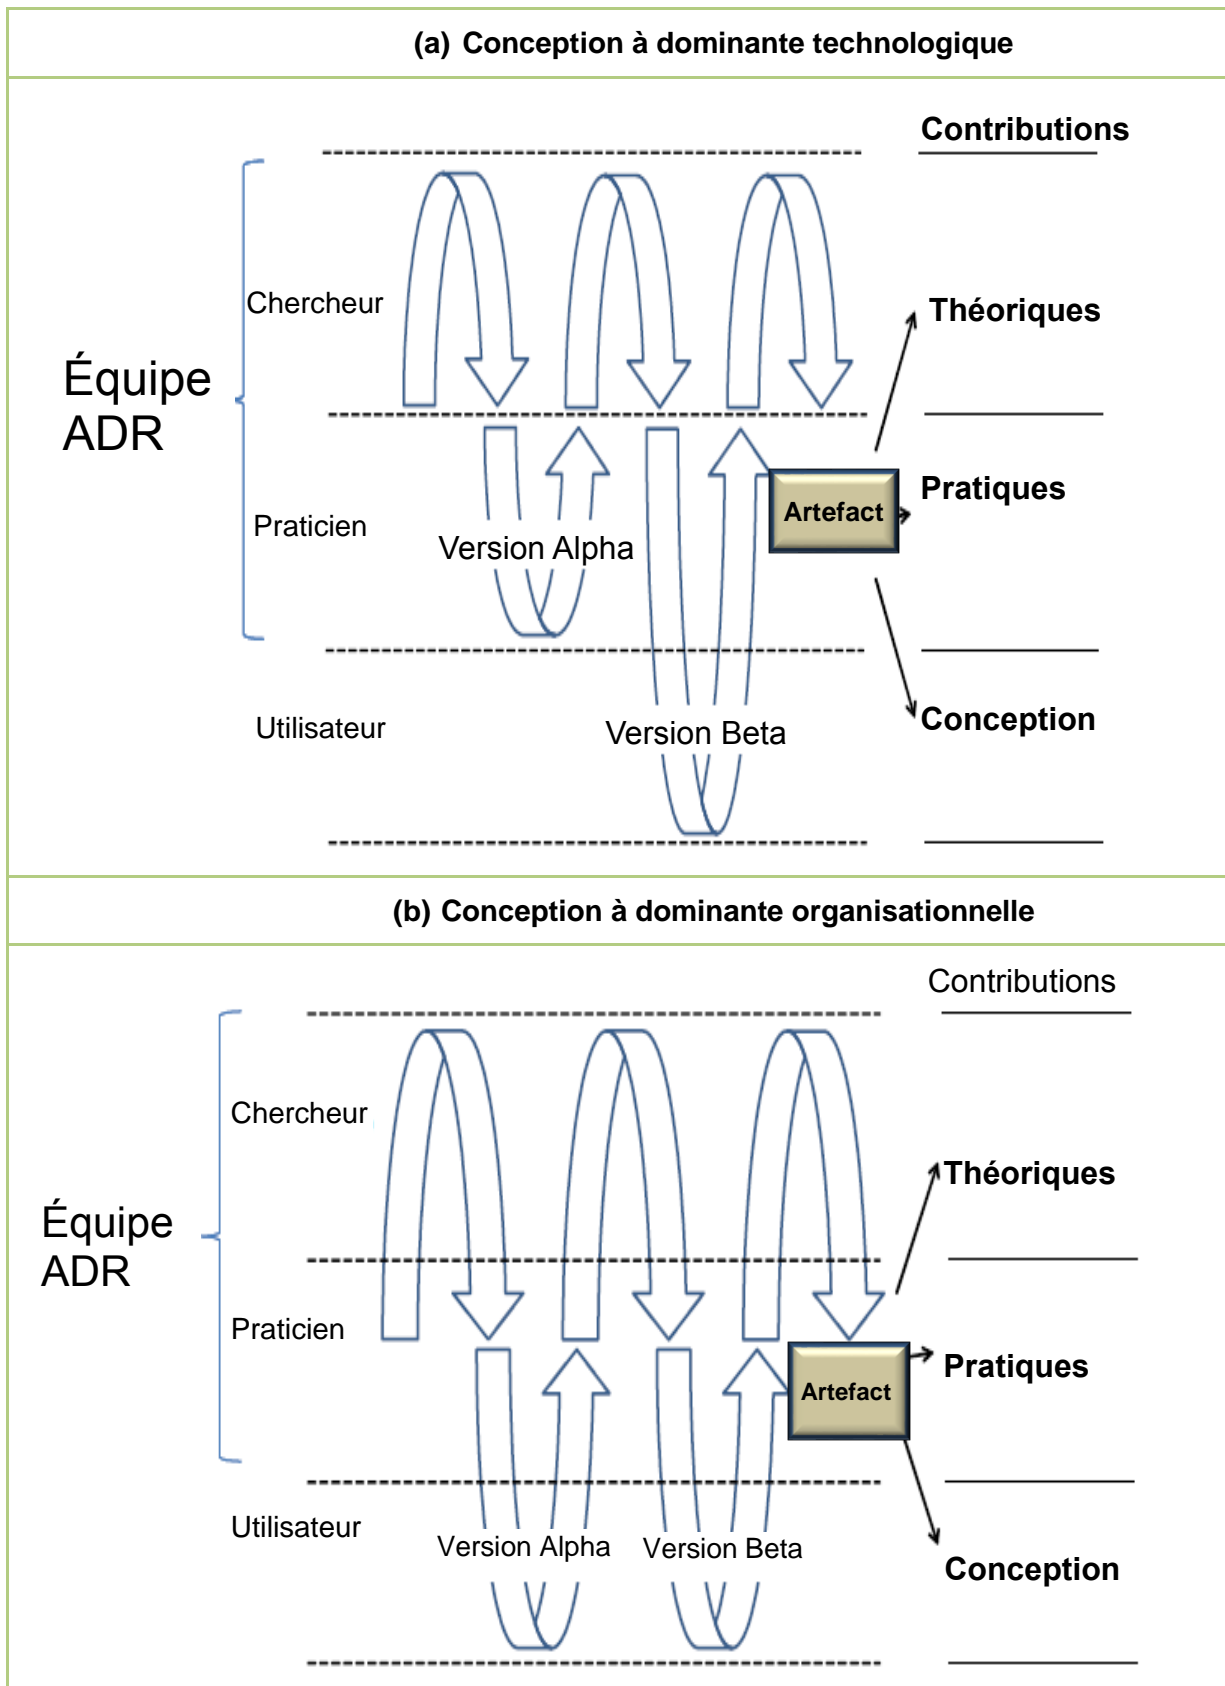 (a) Conception à dominante technologique
Contributions
Chercheur
Théoriques
Équipe
ADR
Pratiques
Artefact
Praticien
Version Alpha
Utilisateur
Version Beta
Conception
(b) Conception à dominante organisationnelle
Contributions
Chercheur
Théoriques
Équipe
ADR
Praticien
Pratiques
Artefact
Utilisateur
Version Alpha
Version Beta
Conception